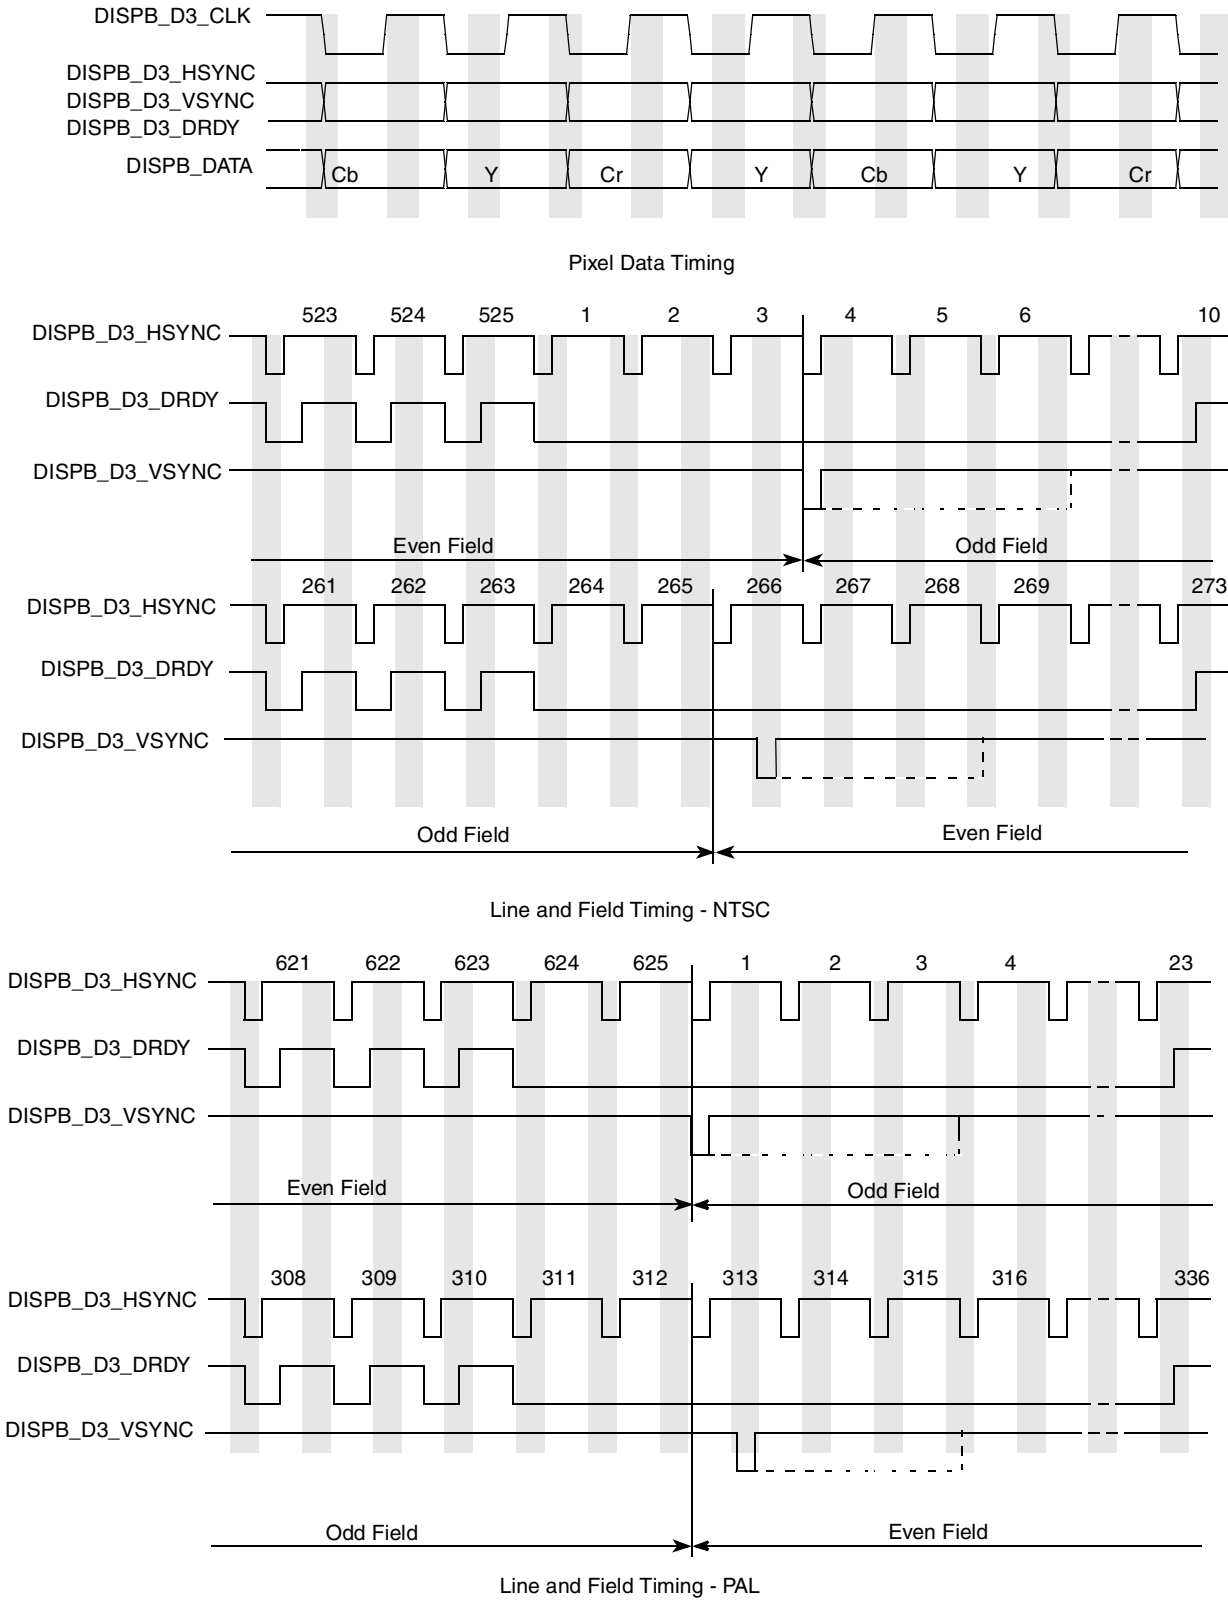 DISPB_D3_CLK
DISPB_D3_HSYNC
DISPB_D3_VSYNC
DISPB_D3_DRDY
DISPB_DATA Cb Y Cr Y Cb Y Cr
Pixel Data Timing
523 524 525 1 2 3 4 5 6 10
DISPB_D3_HSYNC
DISPB_D3_DRDY
DISPB_D3_VSYNC
Even Field Odd Field
261 262 263 264 265 266 267 268 269 273
DISPB_D3_HSYNC
DISPB_D3_DRDY
DISPB_D3_VSYNC
Odd Field Even Field
Line and Field Timing - NTSC
621 622 623 624 625 1 2 3 4 23
DISPB_D3_HSYNC
DISPB_D3_DRDY
DISPB_D3_VSYNC
Even Field Odd Field
308 309 310 311 312 313 314 315 316 336
DISPB_D3_HSYNC
DISPB_D3_DRDY
DISPB_D3_VSYNC
Odd Field Even Field
Line and Field Timing - PAL